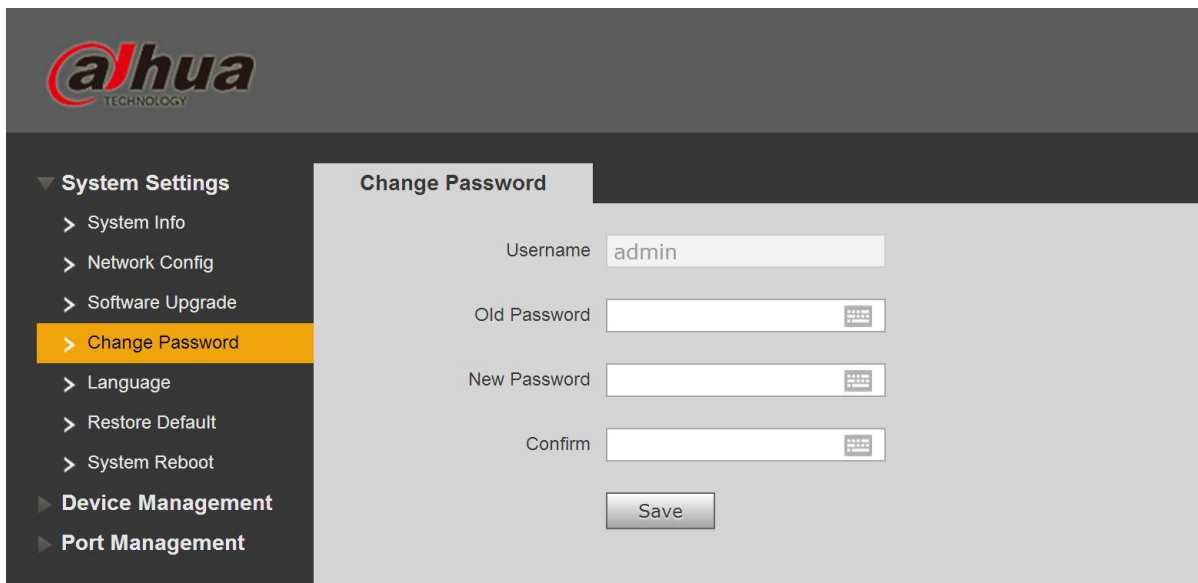 alhua
TECHNOLOGY
System Settings
System Info
Network Config
Software Upgrade
Change Password
Language
Restore Default
System Reboot
Device Management
Port Management
Change Password
Username admin
Old Password
New Password
Confirm
Save